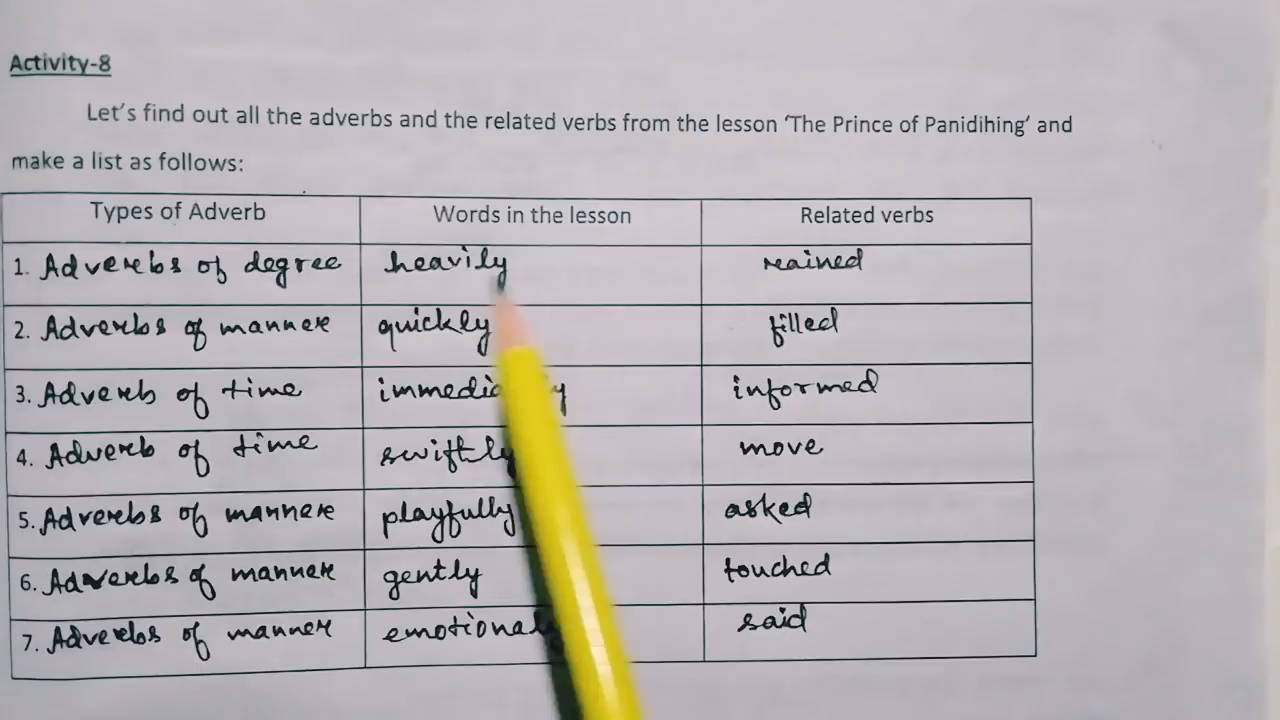 Activity-8
Let's find out all the adverbs and the related verbs from the lesson 'The Prince of Panidihing' and
make a list as follows:
Types of Adverb Words in the lesson Related verbs
1. Adverbs of degree heavily rained
2. Adverbs of manner quickly filled
3. Adverb of time informed
4. Adverb of time swiftly move
5. Adverbs of manner playfully asked
6. Adverbs of manner gently touched
7. Adverbs of manner said